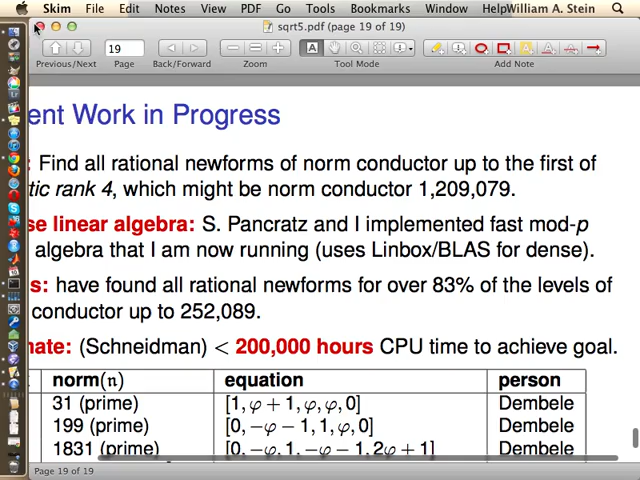 Skim File Edit Notes View PDF Go Tools Bookmarks Window Help William A. Stein
sqrt5.pdf (page 19 of 19)
19
Previous/Next Page Back/Forward Zoom Tool Mode Add Note
ent Work in Progress
: Find all rational newforms of norm conductor up to the first of
tic rank 4, which might be norm conductor 1,209,079.
se linear algebra: S. Pancratz and I implemented fast mod-p
algebra that I am now running (uses Linbox/BLAS for dense).
s: have found all rational newforms for over 83% of the levels of
conductor up to 252,089.
nate: (Schneidman) < 200,000 hours CPU time to achieve goal.
norm(n) equation person
31 (prime) [1, φ + 1, φ, φ, 0] Dembele
199 (prime) [0, −φ − 1, 1, φ, 0] Dembele
1831 (prime) [0, −φ, 1, −φ − 1, 2φ + 1] Dembele
Page 19 of 19